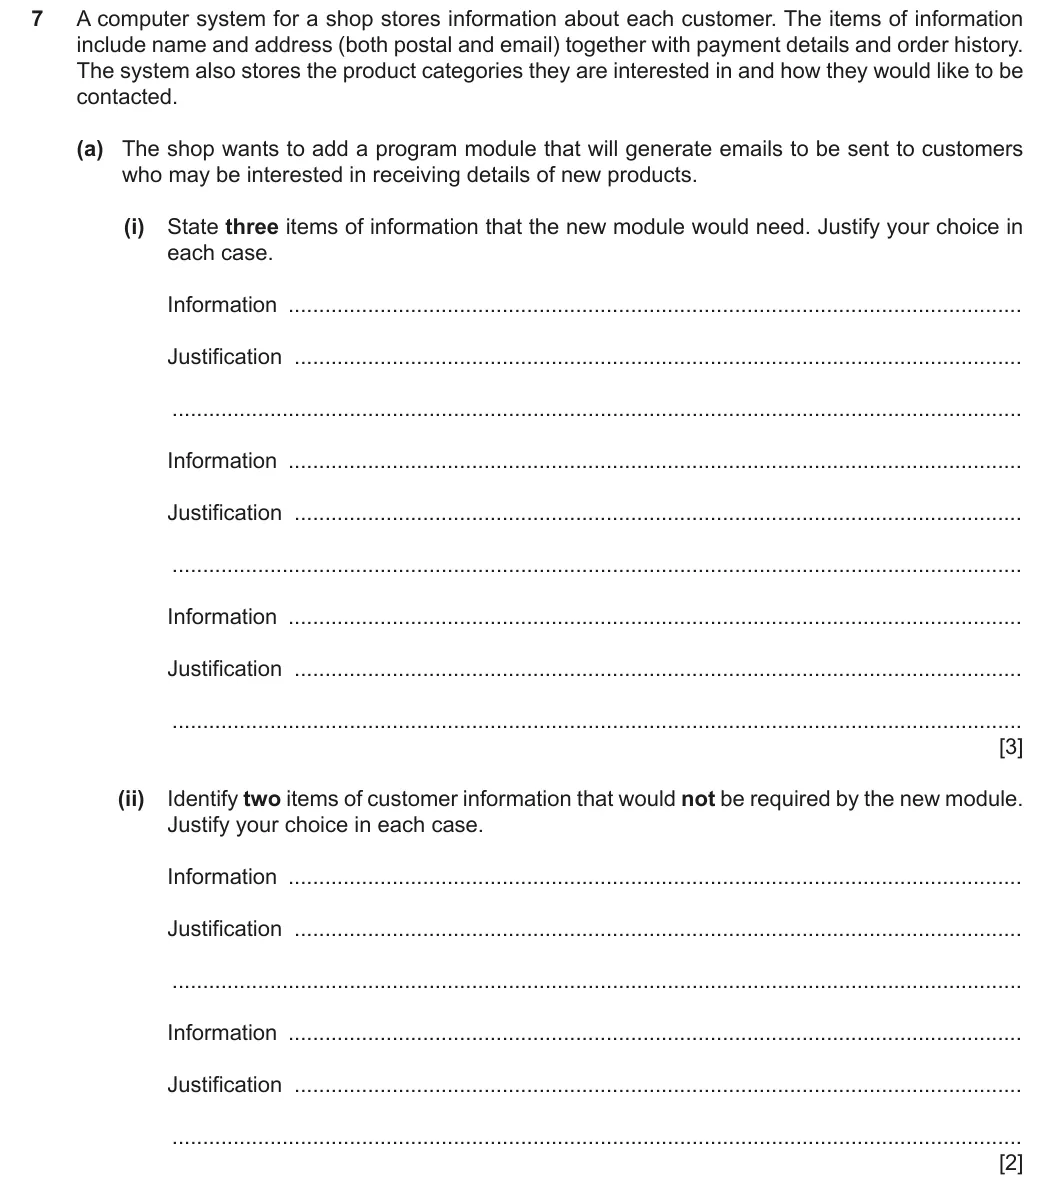 7 A computer system for a shop stores information about each customer. The items of information
include name and address (both postal and email) together with payment details and order history.
The system also stores the product categories they are interested in and how they would like to be
contacted.
(a) The shop wants to add a program module that will generate emails to be sent to customers
who may be interested in receiving details of new products.
(i) State three items of information that the new module would need. Justify your choice in
each case.
Information ........................................................................................................................
Justification .......................................................................................................................
...........................................................................................................................................
Information ........................................................................................................................
Justification .......................................................................................................................
...........................................................................................................................................
Information ........................................................................................................................
Justification .......................................................................................................................
...........................................................................................................................................
[3]
(ii) Identify two items of customer information that would not be required by the new module.
Justify your choice in each case.
Information ........................................................................................................................
Justification .......................................................................................................................
...........................................................................................................................................
Information ........................................................................................................................
Justification .......................................................................................................................
...........................................................................................................................................
[2]